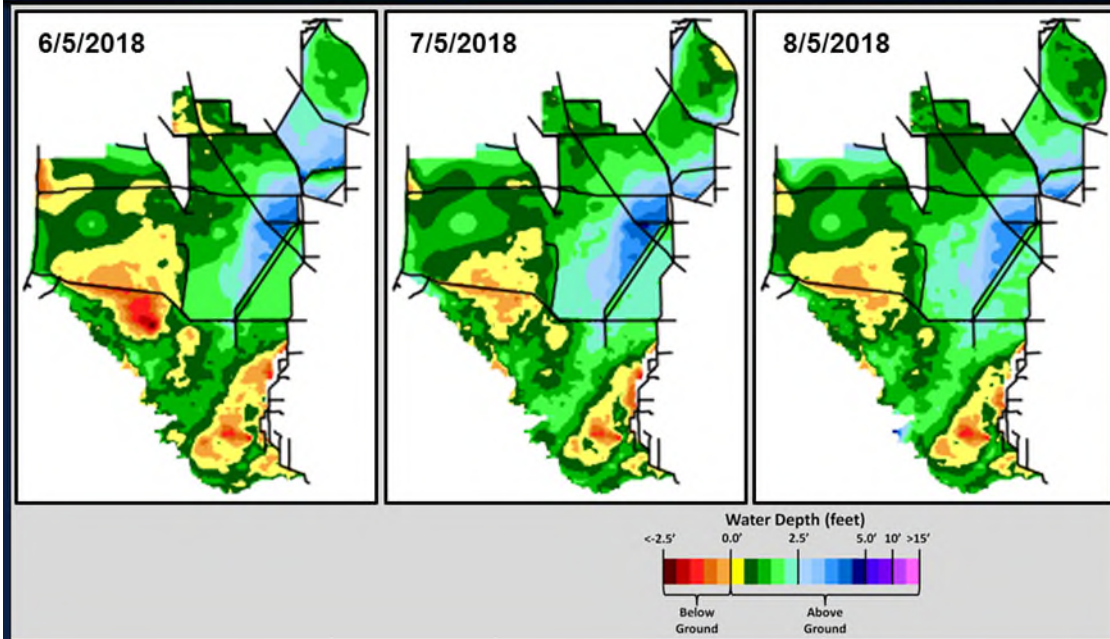 6/5/2018
7/5/2018
8/5/2018
Water Depth (feet)
<-2.5' 0.0' 2.5' 5.0' 10' >15'
Below Above
Ground Ground